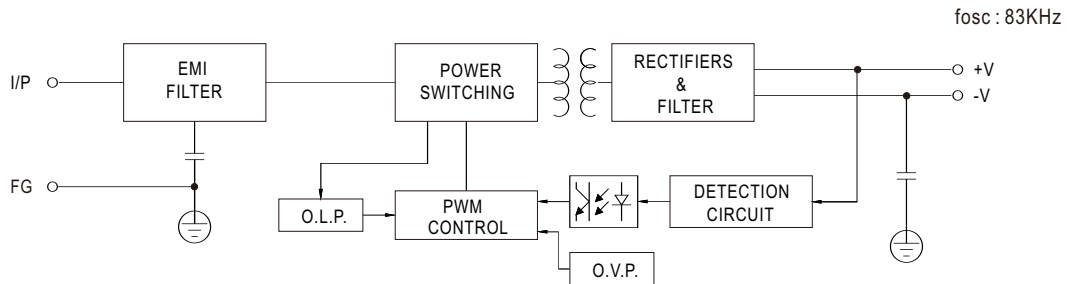 fosc : 83KHz
I/P
EMI
FILTER
POWER
SWITCHING
RECTIFIERS
&
FILTER
+V
-V
FG
O.L.P.
PWM
CONTROL
DETECTION
CIRCUIT
O.V.P.